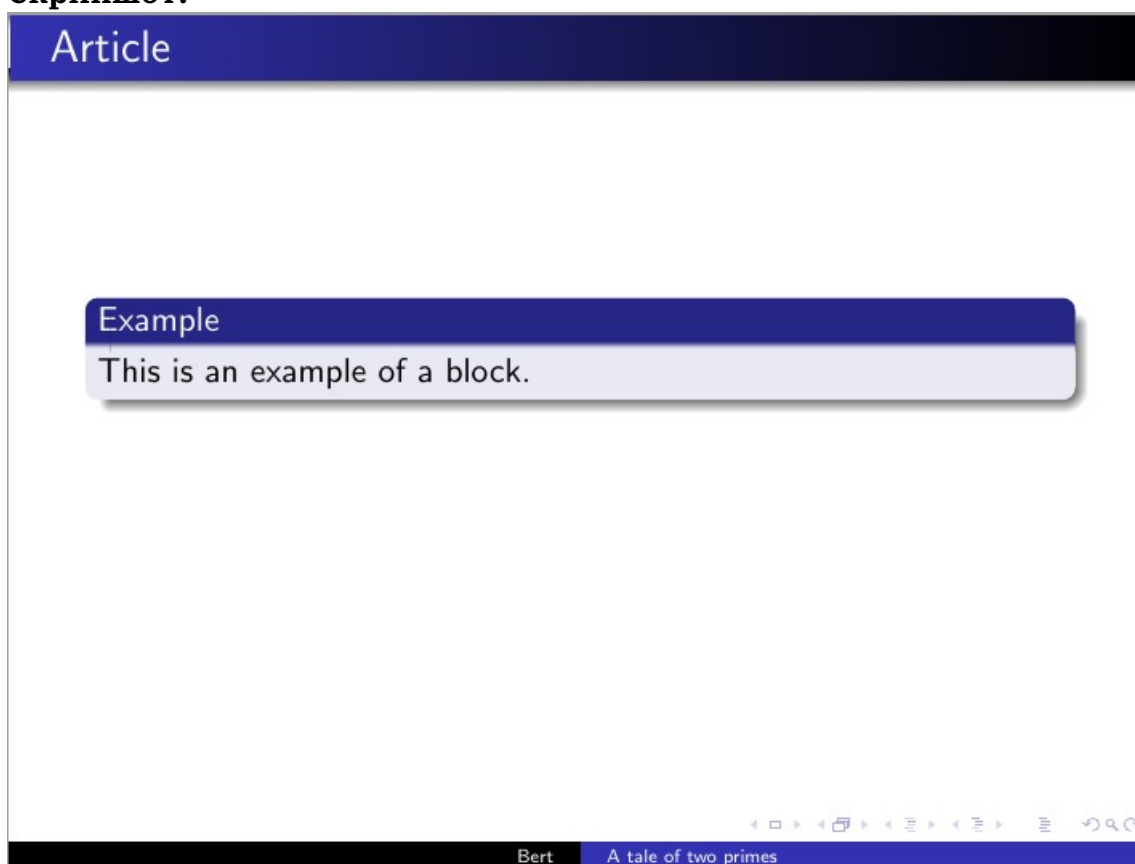 Article
Example
This is an example of a block.
Bert A tale of two primes